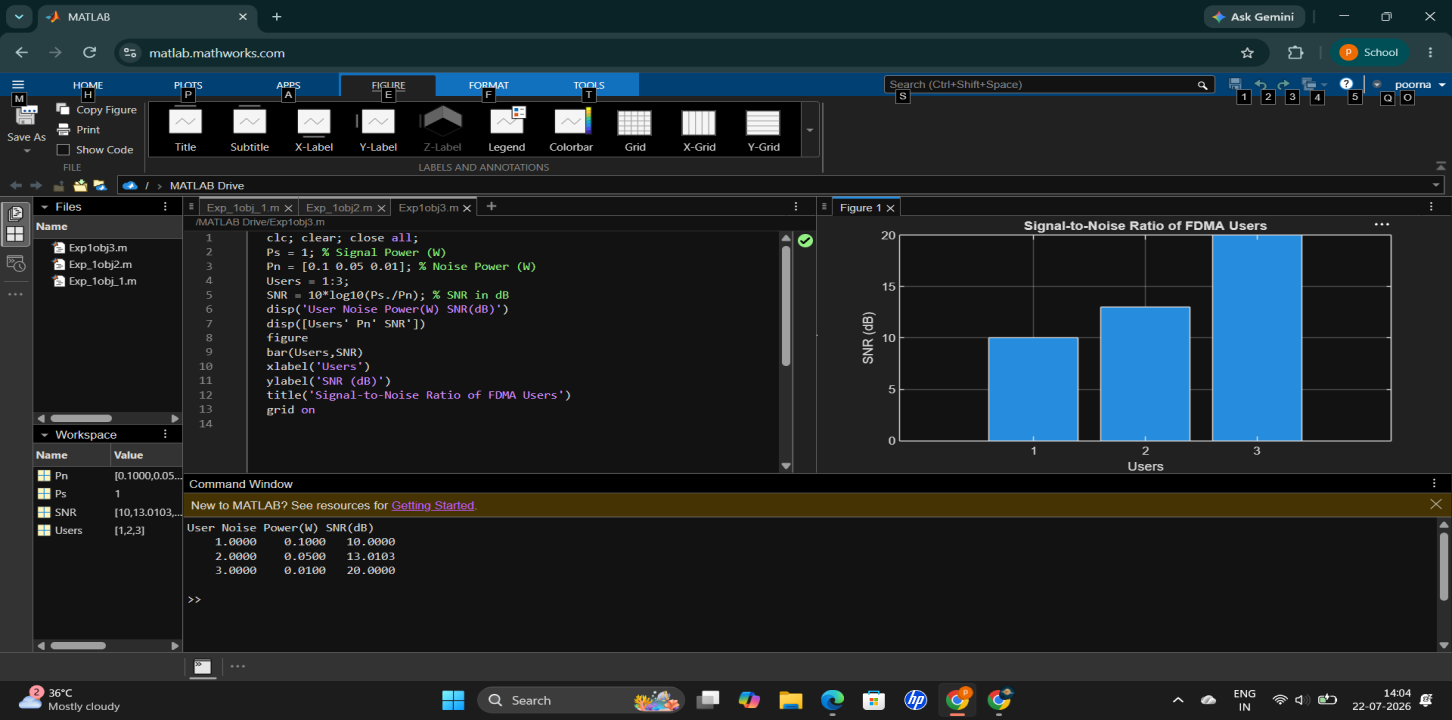 MATLAB
Ask Gemini
matlab.mathworks.com
P School
HOME PLOTS APPS FIGURE FORMAT TOOLS
Search (Ctrl+Shift+Space)
poorna
M H P A E F T S 1 2 3 4 5 Q O
Save As
Copy Figure
Print
Show Code
FILE
Title Subtitle X-Label Y-Label Z-Label Legend Colorbar Grid X-Grid Y-Grid
LABELS AND ANNOTATIONS
/ > MATLAB Drive
Files
Name
Exp1obj3.m
Exp_1obj2.m
Exp_1obj_1.m
Workspace
Name Value
Pn [0.1000,0.05...
Ps 1
SNR [10,13.0103,...
Users [1,2,3]
Exp_1obj_1.m Exp_1obj2.m Exp1obj3.m
/MATLAB Drive/Exp1obj3.m
1 clc; clear; close all;
2 Ps = 1; % Signal Power (W)
3 Pn = [0.1 0.05 0.01]; % Noise Power (W)
4 Users = 1:3;
5 SNR = 10*log10(Ps./Pn); % SNR in dB
6 disp('User Noise Power(W) SNR(dB)')
7 disp([Users' Pn' SNR'])
8 figure
9 bar(Users,SNR)
10 xlabel('Users')
11 ylabel('SNR (dB)')
12 title('Signal-to-Noise Ratio of FDMA Users')
13 grid on
14
Figure 1
Signal-to-Noise Ratio of FDMA Users
20
15
10
5
0
SNR (dB)
1 2 3
Users
Command Window
New to MATLAB? See resources for Getting Started.
User Noise Power(W) SNR(dB)
1.0000 0.1000 10.0000
2.0000 0.0500 13.0103
3.0000 0.0100 20.0000
>>
2
36°C
Mostly cloudy
Search
hp
P
ENG
IN
14:04
22-07-2026